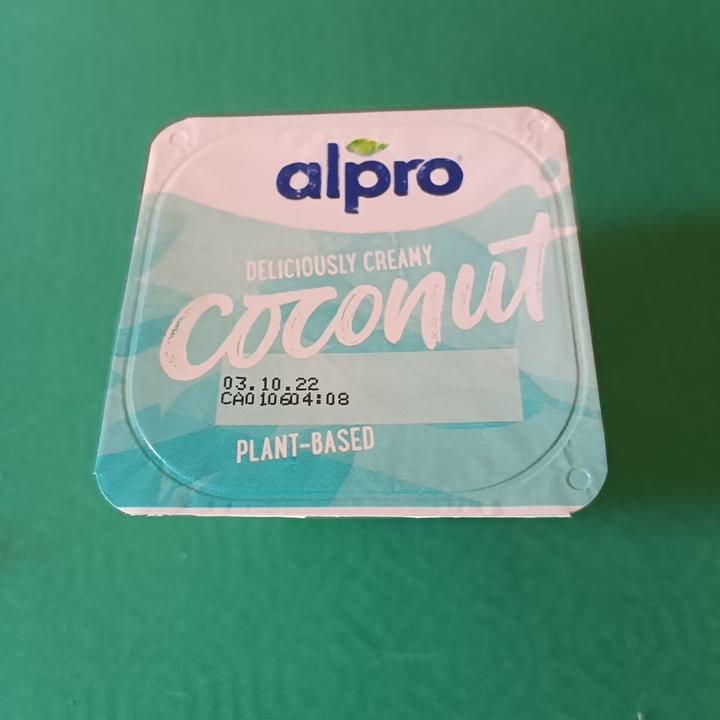 alpro
DELICIOUSLY CREAMY
coconut
03.10.22
CA010604:08
PLANT-BASED